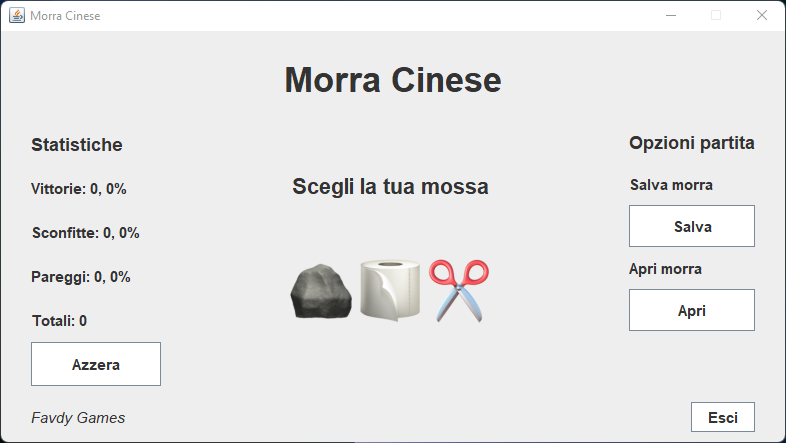 Morra Cinese
Morra Cinese
Statistiche
Vittorie: 0, 0%
Sconfitte: 0, 0%
Pareggi: 0, 0%
Totali: 0
Azzera
Favdy Games
Scegli la tua mossa
Opzioni partita
Salva morra
Salva
Apri morra
Apri
Esci